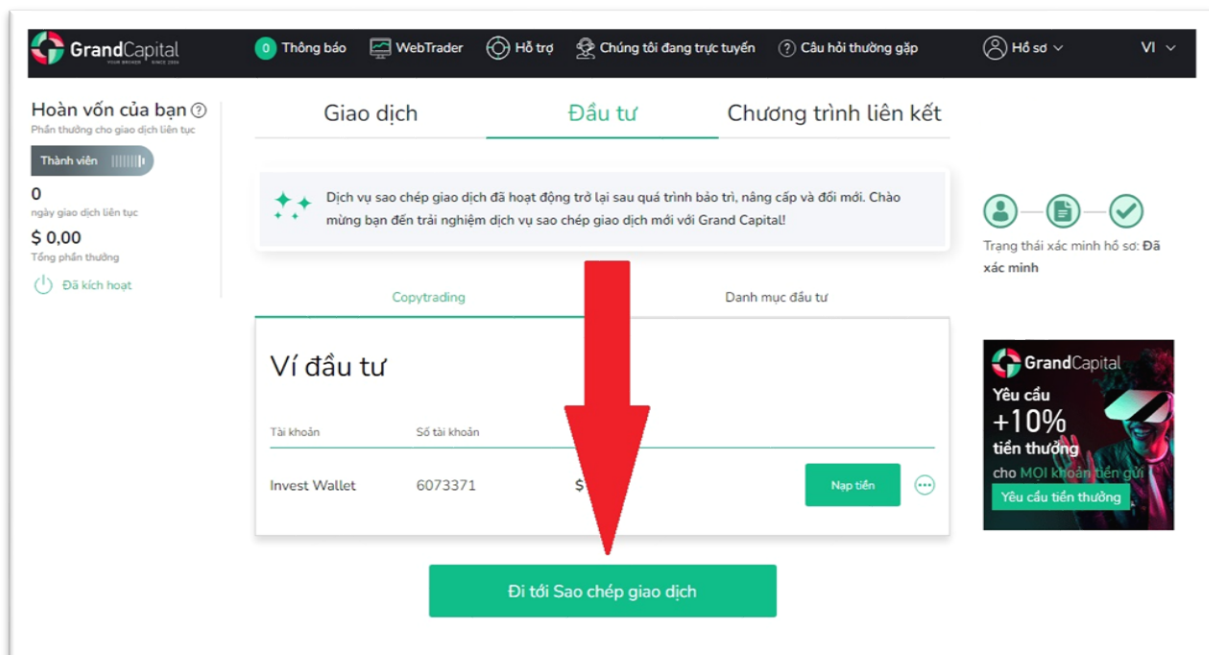 GrandCapital
YOUR BROKER SINCE 2006
0 Thông báo
WebTrader
Hỗ trợ
Chúng tôi đang trực tuyến
Câu hỏi thường gặp
Hồ sơ
VI
Hoàn vốn của bạn
Phần thưởng cho giao dịch liên tục
Thành viên
0
ngày giao dịch liên tục
$ 0,00
Tổng phần thưởng
Đã kích hoạt
Giao dịch
Đầu tư
Chương trình liên kết
Dịch vụ sao chép giao dịch đã hoạt động trở lại sau quá trình bảo trì, nâng cấp và đổi mới. Chào
mừng bạn đến trải nghiệm dịch vụ sao chép giao dịch mới với Grand Capital!
Copytrading
Danh mục đầu tư
Ví đầu tư
Tài khoản
Số tài khoản
Invest Wallet
6073371
$
Nạp tiền
Đi tới Sao chép giao dịch
Trạng thái xác minh hồ sơ: Đã
xác minh
GrandCapital
Yêu cầu
+10%
tiền thưởng
cho MỌI khoản tiền gửi
Yêu cầu tiền thưởng